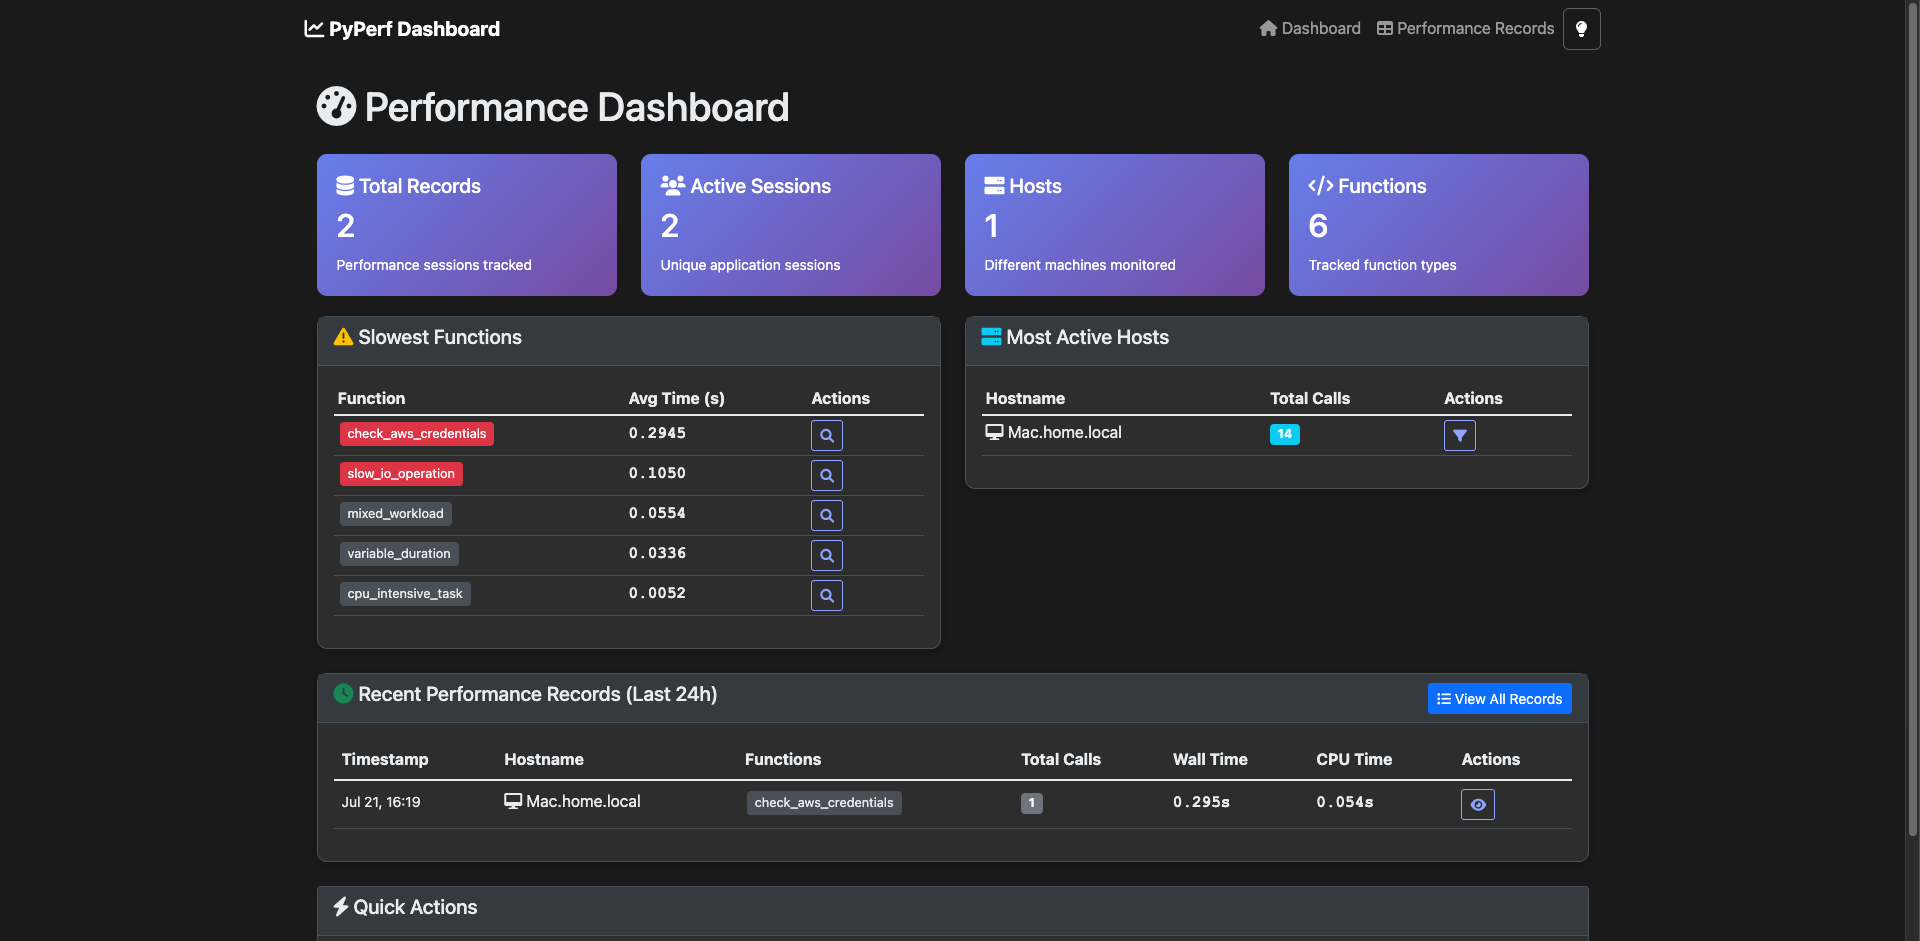 PyPerf Dashboard
Dashboard
Performance Records
Performance Dashboard
Total Records
2
Performance sessions tracked
Active Sessions
2
Unique application sessions
Hosts
1
Different machines monitored
Functions
6
Tracked function types
Slowest Functions
Function Avg Time (s) Actions
check_aws_credentials 0.2945
slow_io_operation 0.1050
mixed_workload 0.0554
variable_duration 0.0336
cpu_intensive_task 0.0052
Most Active Hosts
Hostname Total Calls Actions
Mac.home.local 14
Recent Performance Records (Last 24h)
View All Records
Timestamp Hostname Functions Total Calls Wall Time CPU Time Actions
Jul 21, 16:19 Mac.home.local check_aws_credentials 1 0.295s 0.054s
Quick Actions